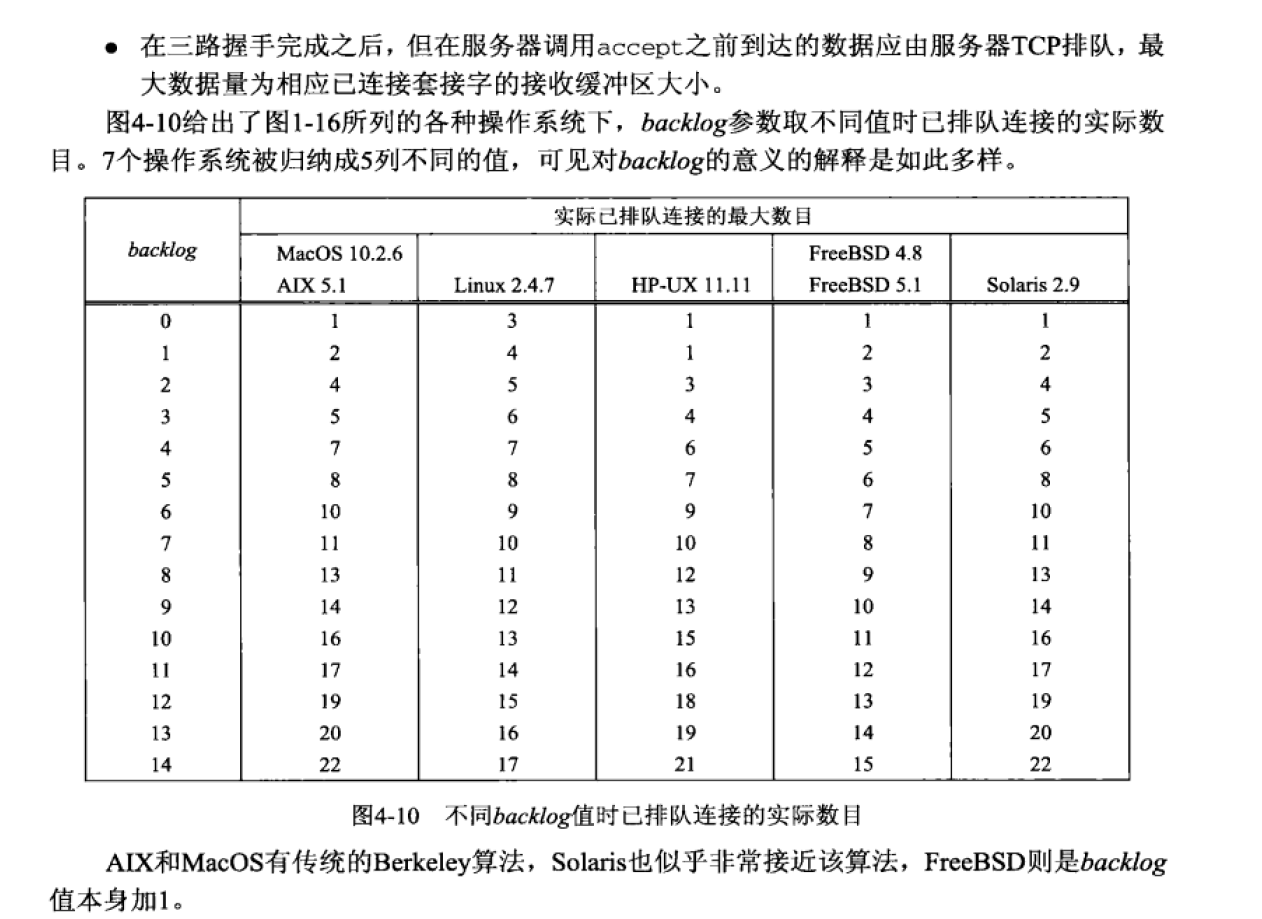 ● 在三路握手完成之后，但在服务器调用accept之前到达的数据应由服务器TCP排队，最
大数据量为相应已连接套接字的接收缓冲区大小。
图4-10给出了图1-16所列的各种操作系统下，backlog参数取不同值时已排队连接的实际数
目。7个操作系统被归纳成5列不同的值，可见对backlog的意义的解释是如此多样。
实际已排队连接的最大数目
backlog
MacOS 10.2.6 FreeBSD 4.8
AIX 5.1 Linux 2.4.7 HP-UX 11.11 FreeBSD 5.1 Solaris 2.9
0 1 3 1 1 1
1 2 4 1 2 2
2 4 5 3 3 4
3 5 6 4 4 5
4 7 7 6 5 6
5 8 8 7 6 8
6 10 9 9 7 10
7 11 10 10 8 11
8 13 11 12 9 13
9 14 12 13 10 14
10 16 13 15 11 16
11 17 14 16 12 17
12 19 15 18 13 19
13 20 16 19 14 20
14 22 17 21 15 22
图4-10 不同backlog值时已排队连接的实际数目
AIX和MacOS有传统的Berkeley算法，Solaris也似乎非常接近该算法，FreeBSD则是backlog
值本身加1。